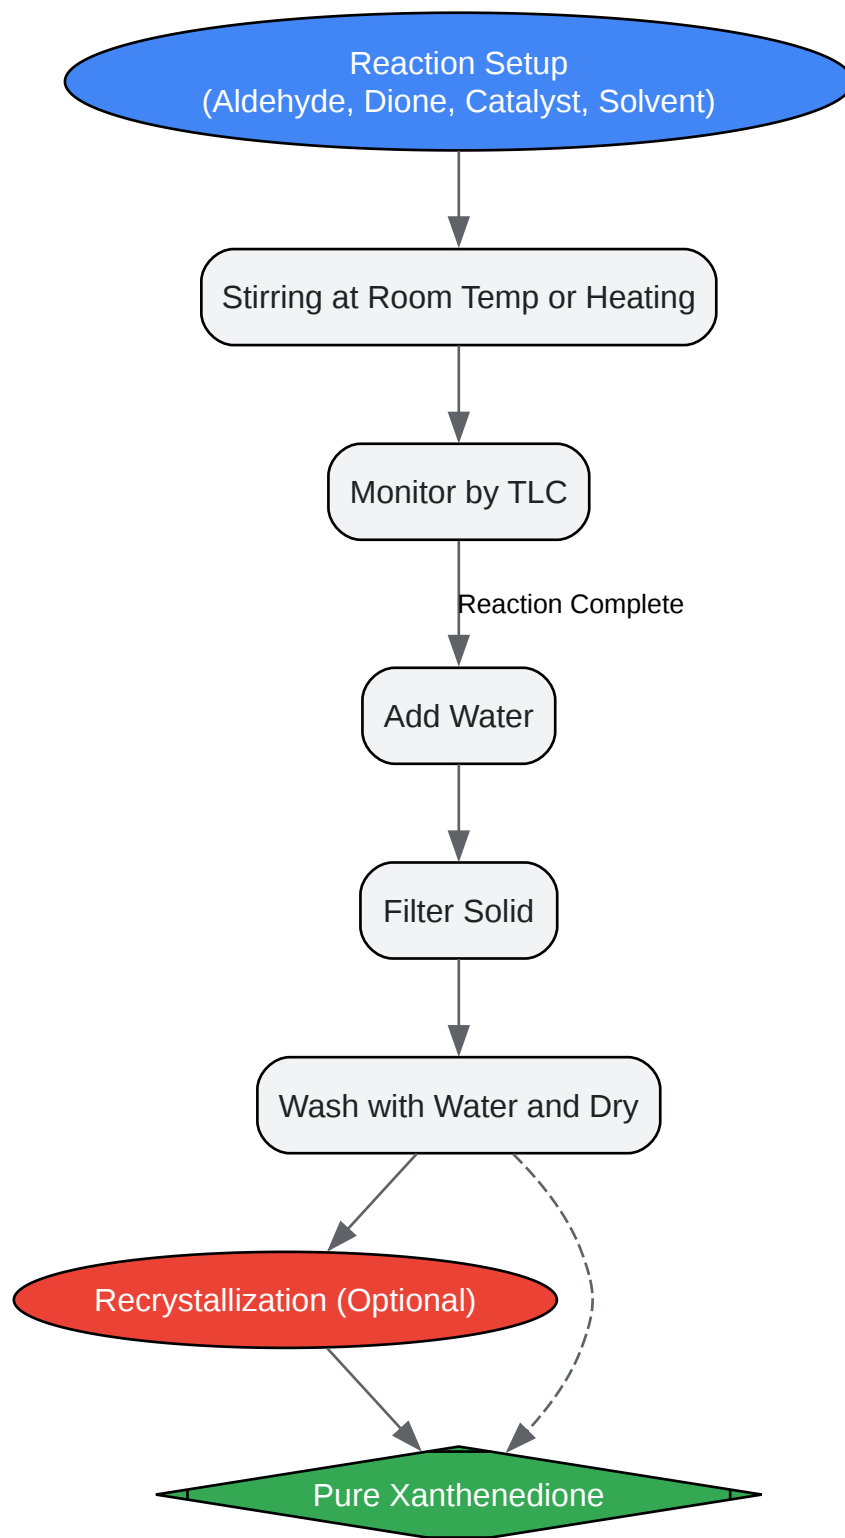 Reaction Setup
(Aldehyde, Dione, Catalyst, Solvent)
Stirring at Room Temp or Heating
Monitor by TLC
Reaction Complete
Add Water
Filter Solid
Wash with Water and Dry
Recrystallization (Optional)
Pure Xanthenedione